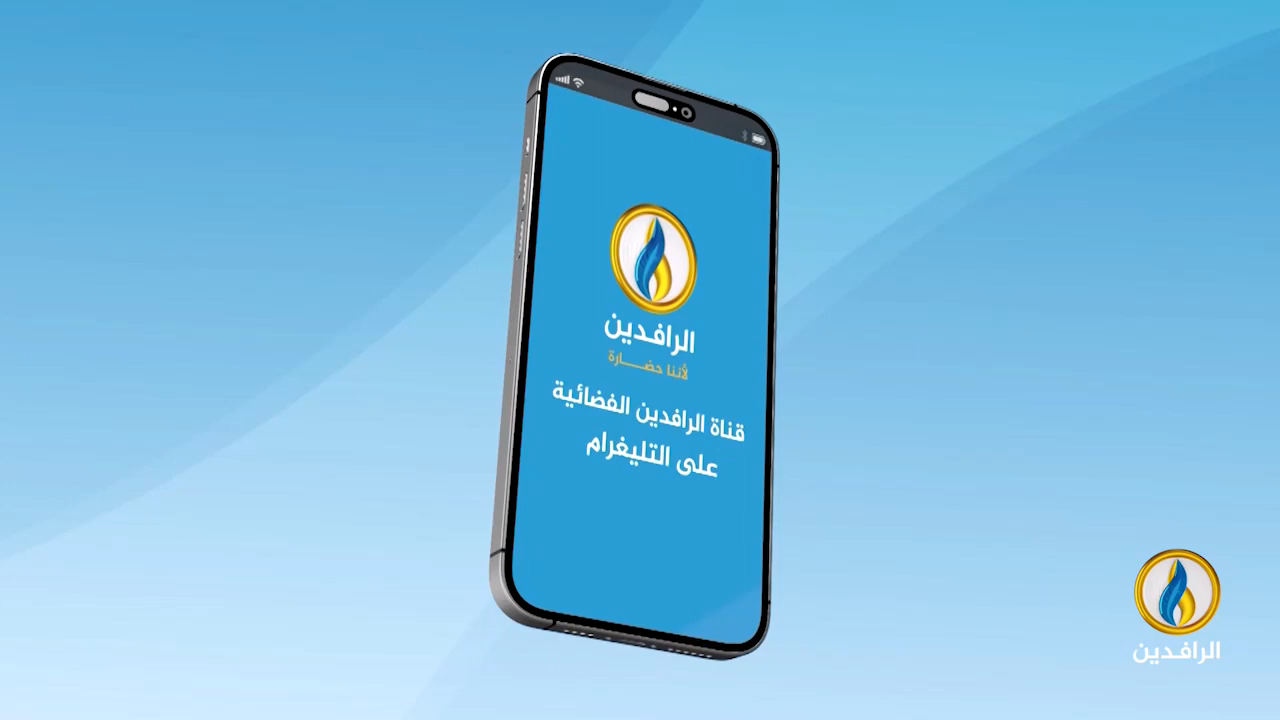 الرافدين
لأننا حضارة
قناة الرافدين الفضائية
على التليغرام
الرافدين